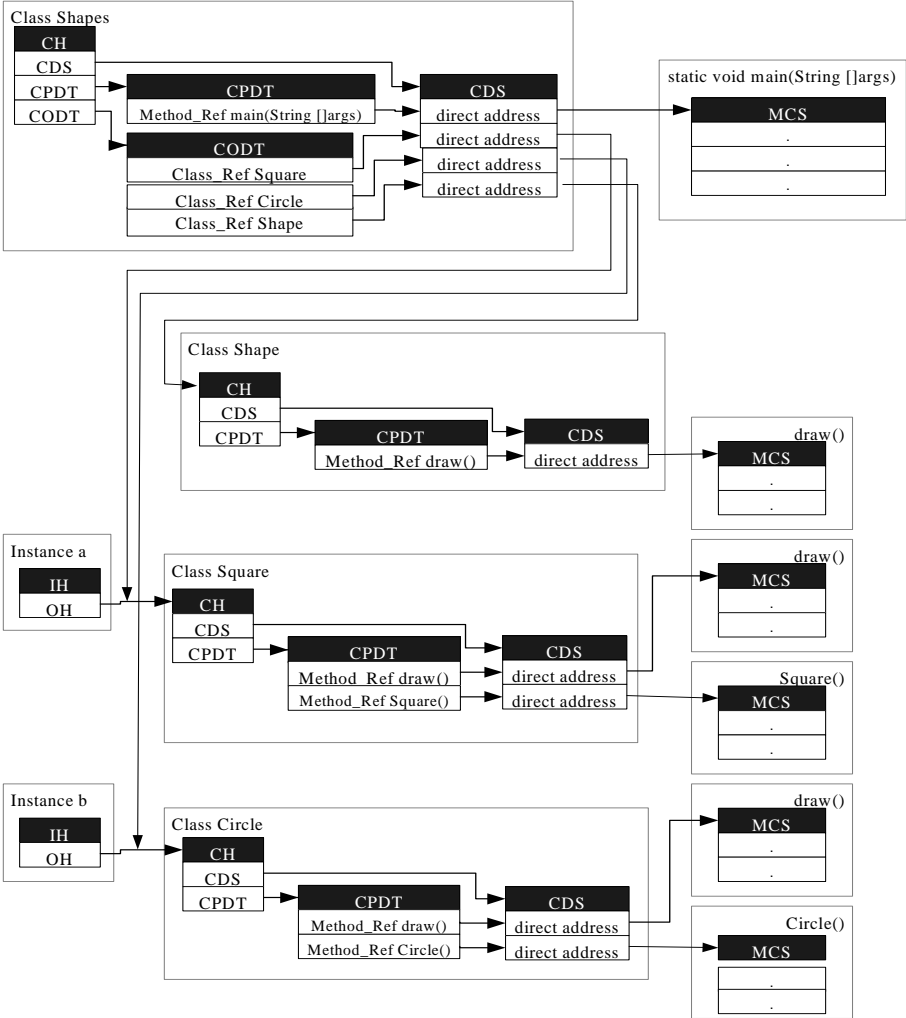 Class Shapes
CH
CDS
CPDT
CODT
CPDT
Method_Ref main(String []args)
CODT
Class_Ref Square
Class_Ref Circle
Class_Ref Shape
CDS
direct address
direct address
direct address
direct address
static void main(String []args)
MCS
.
.
.
Class Shape
CH
CDS
CPDT
CPDT
Method_Ref draw()
CDS
direct address
draw()
MCS
.
.
Instance a
IH
OH
Class Square
CH
CDS
CPDT
CPDT
Method_Ref draw()
Method_Ref Square()
CDS
direct address
direct address
draw()
MCS
.
.
Square()
MCS
.
.
Instance b
IH
OH
Class Circle
CH
CDS
CPDT
CPDT
Method_Ref draw()
Method_Ref Circle()
CDS
direct address
direct address
draw()
MCS
.
.
Circle()
MCS
.
.